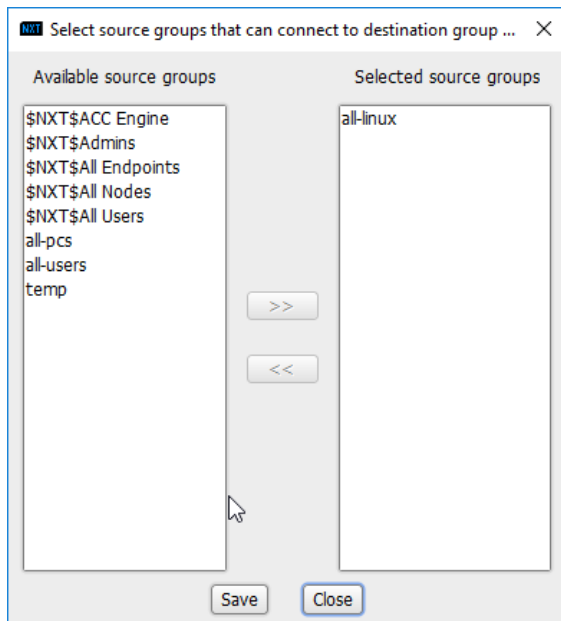 NXT Select source groups that can connect to destination group ...
Available source groups
Selected source groups
$NXT$ACC Engine
$NXT$Admins
$NXT$All Endpoints
$NXT$All Nodes
$NXT$All Users
all-pcs
all-users
temp
all-linux
>>
<<
Save
Close